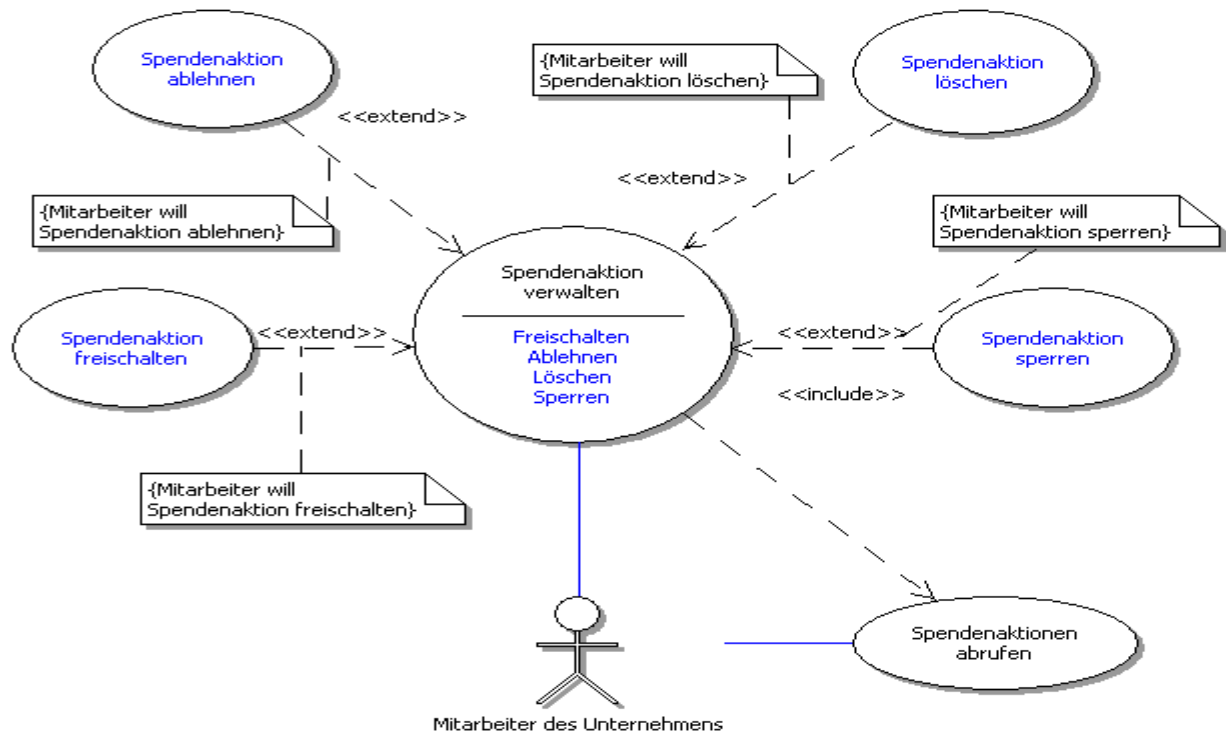 Spendenaktion
ablehnen
{Mitarbeiter will
Spendenaktion löschen}
Spendenaktion
löschen
<<extend>>
<<extend>>
{Mitarbeiter will
Spendenaktion ablehnen}
{Mitarbeiter will
Spendenaktion sperren}
Spendenaktion
verwalten
Freischalten
Ablehnen
Löschen
Sperren
Spendenaktion
freischalten
<<extend>>
<<extend>>
Spendenaktion
sperren
<<include>>
{Mitarbeiter will
Spendenaktion freischalten}
Spendenaktionen
abrufen
Mitarbeiter des Unternehmens